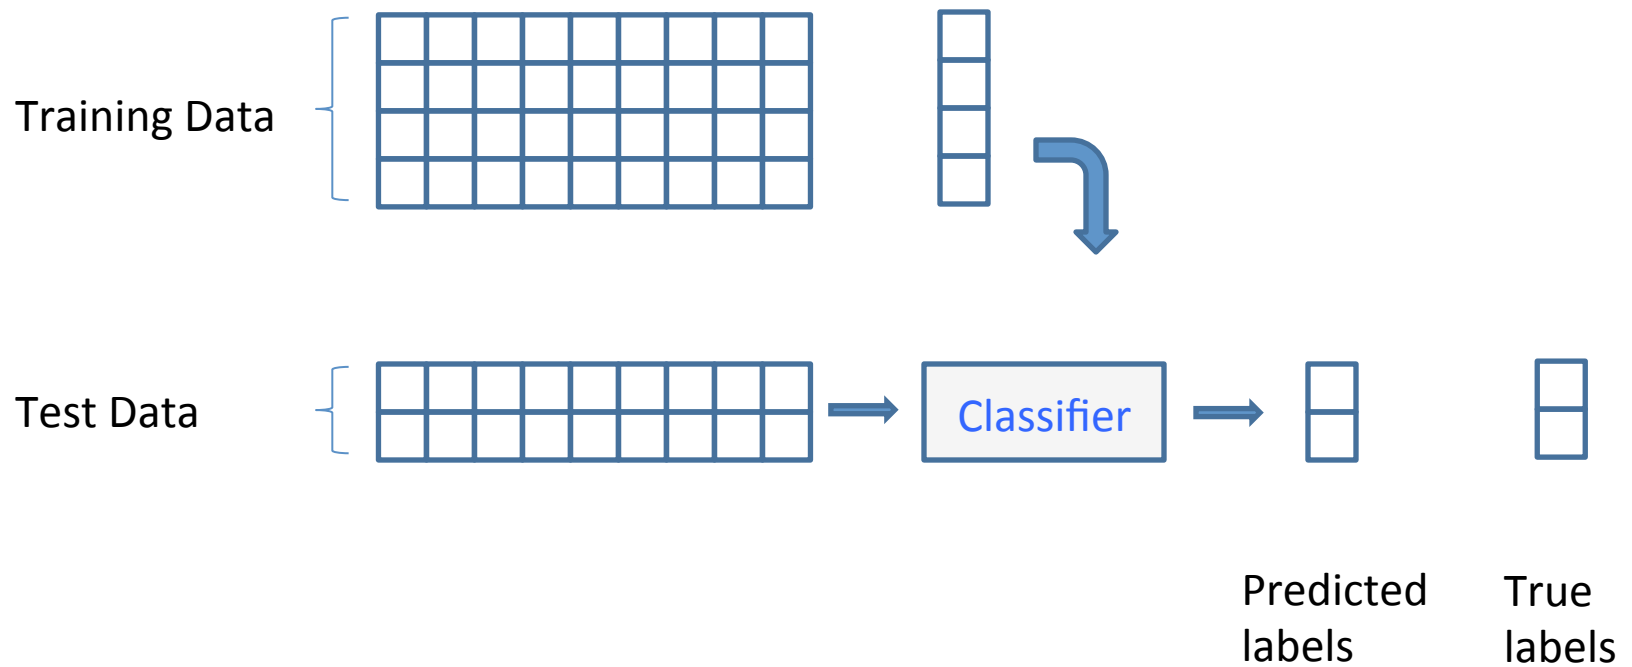 Training Data
Test Data
Classifier
Predicted
labels
True
labels